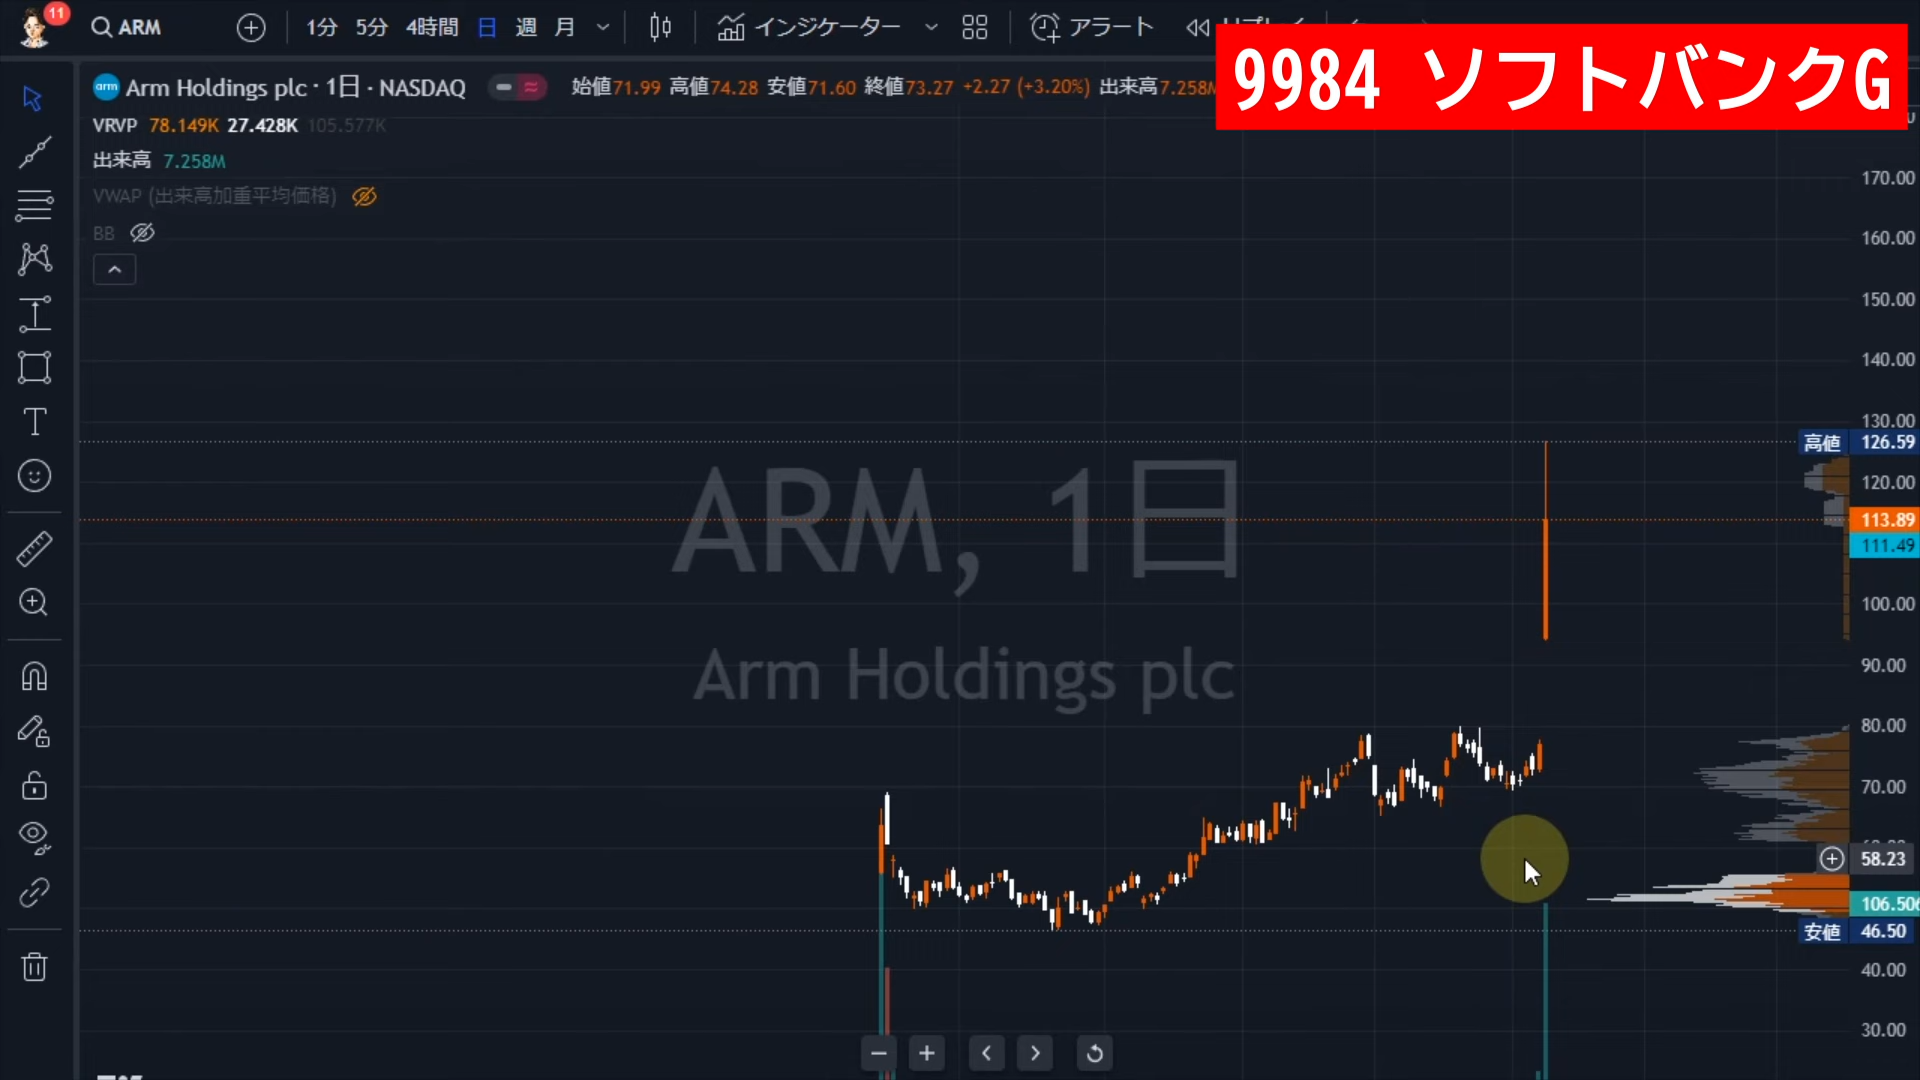 11
ARM
1分 5分 4時間 日 週 月
インジケーター
アラート
9984 ソフトバンクG
arm Arm Holdings plc · 1日 · NASDAQ
始値71.99 高値74.28 安値71.60 終値73.27 +2.27 (+3.20%) 出来高7.258M
VRVP 78.149K 27.428K 105.577K
出来高 7.258M
VWAP (出来高加重平均価格)
BB
170.00
160.00
150.00
140.00
130.00
高値 126.59
120.00
113.89
111.49
100.00
90.00
80.00
70.00
58.23
106.506
安値 46.50
40.00
30.00
ARM, 1日
Arm Holdings plc